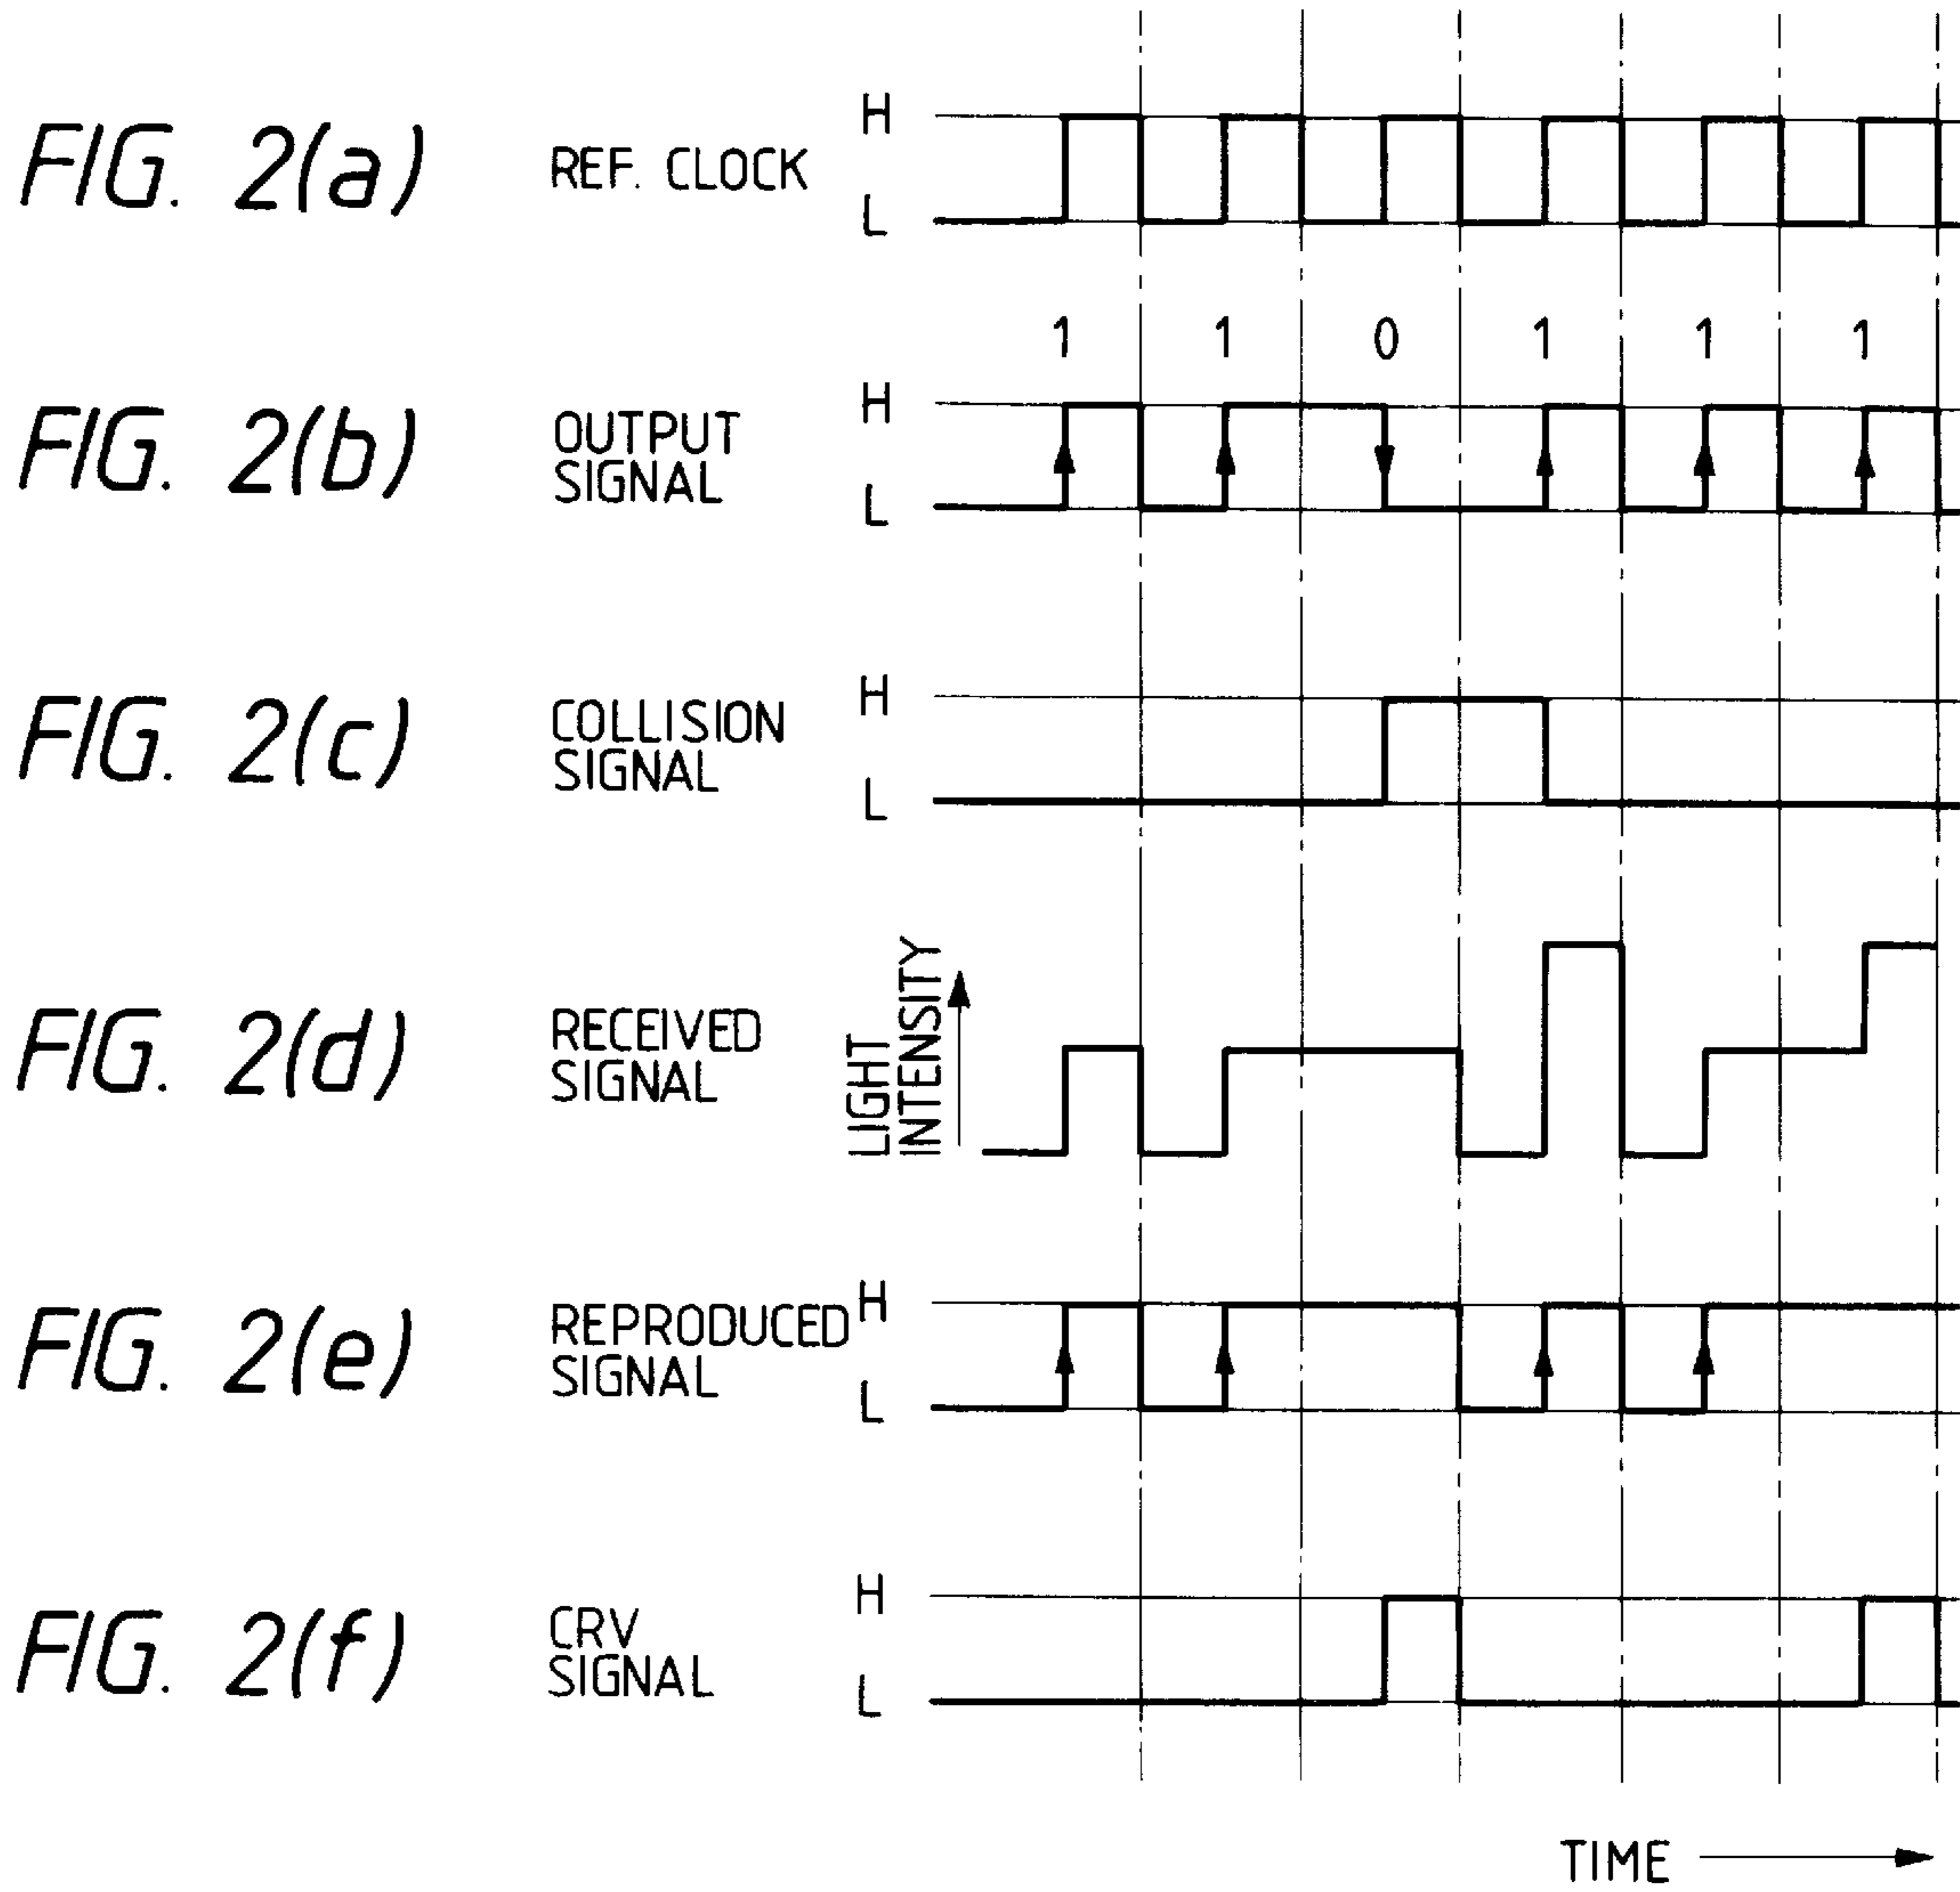 FIG. 2(a)
REF. CLOCK
H
L
1 1 0 1 1 1
FIG. 2(b)
OUTPUT
SIGNAL
H
L
FIG. 2(c)
COLLISION
SIGNAL
H
L
FIG. 2(d)
RECEIVED
SIGNAL
LIGHT
INTENSITY
FIG. 2(e)
REPRODUCED
SIGNAL
H
L
FIG. 2(f)
CRV
SIGNAL
H
L
TIME